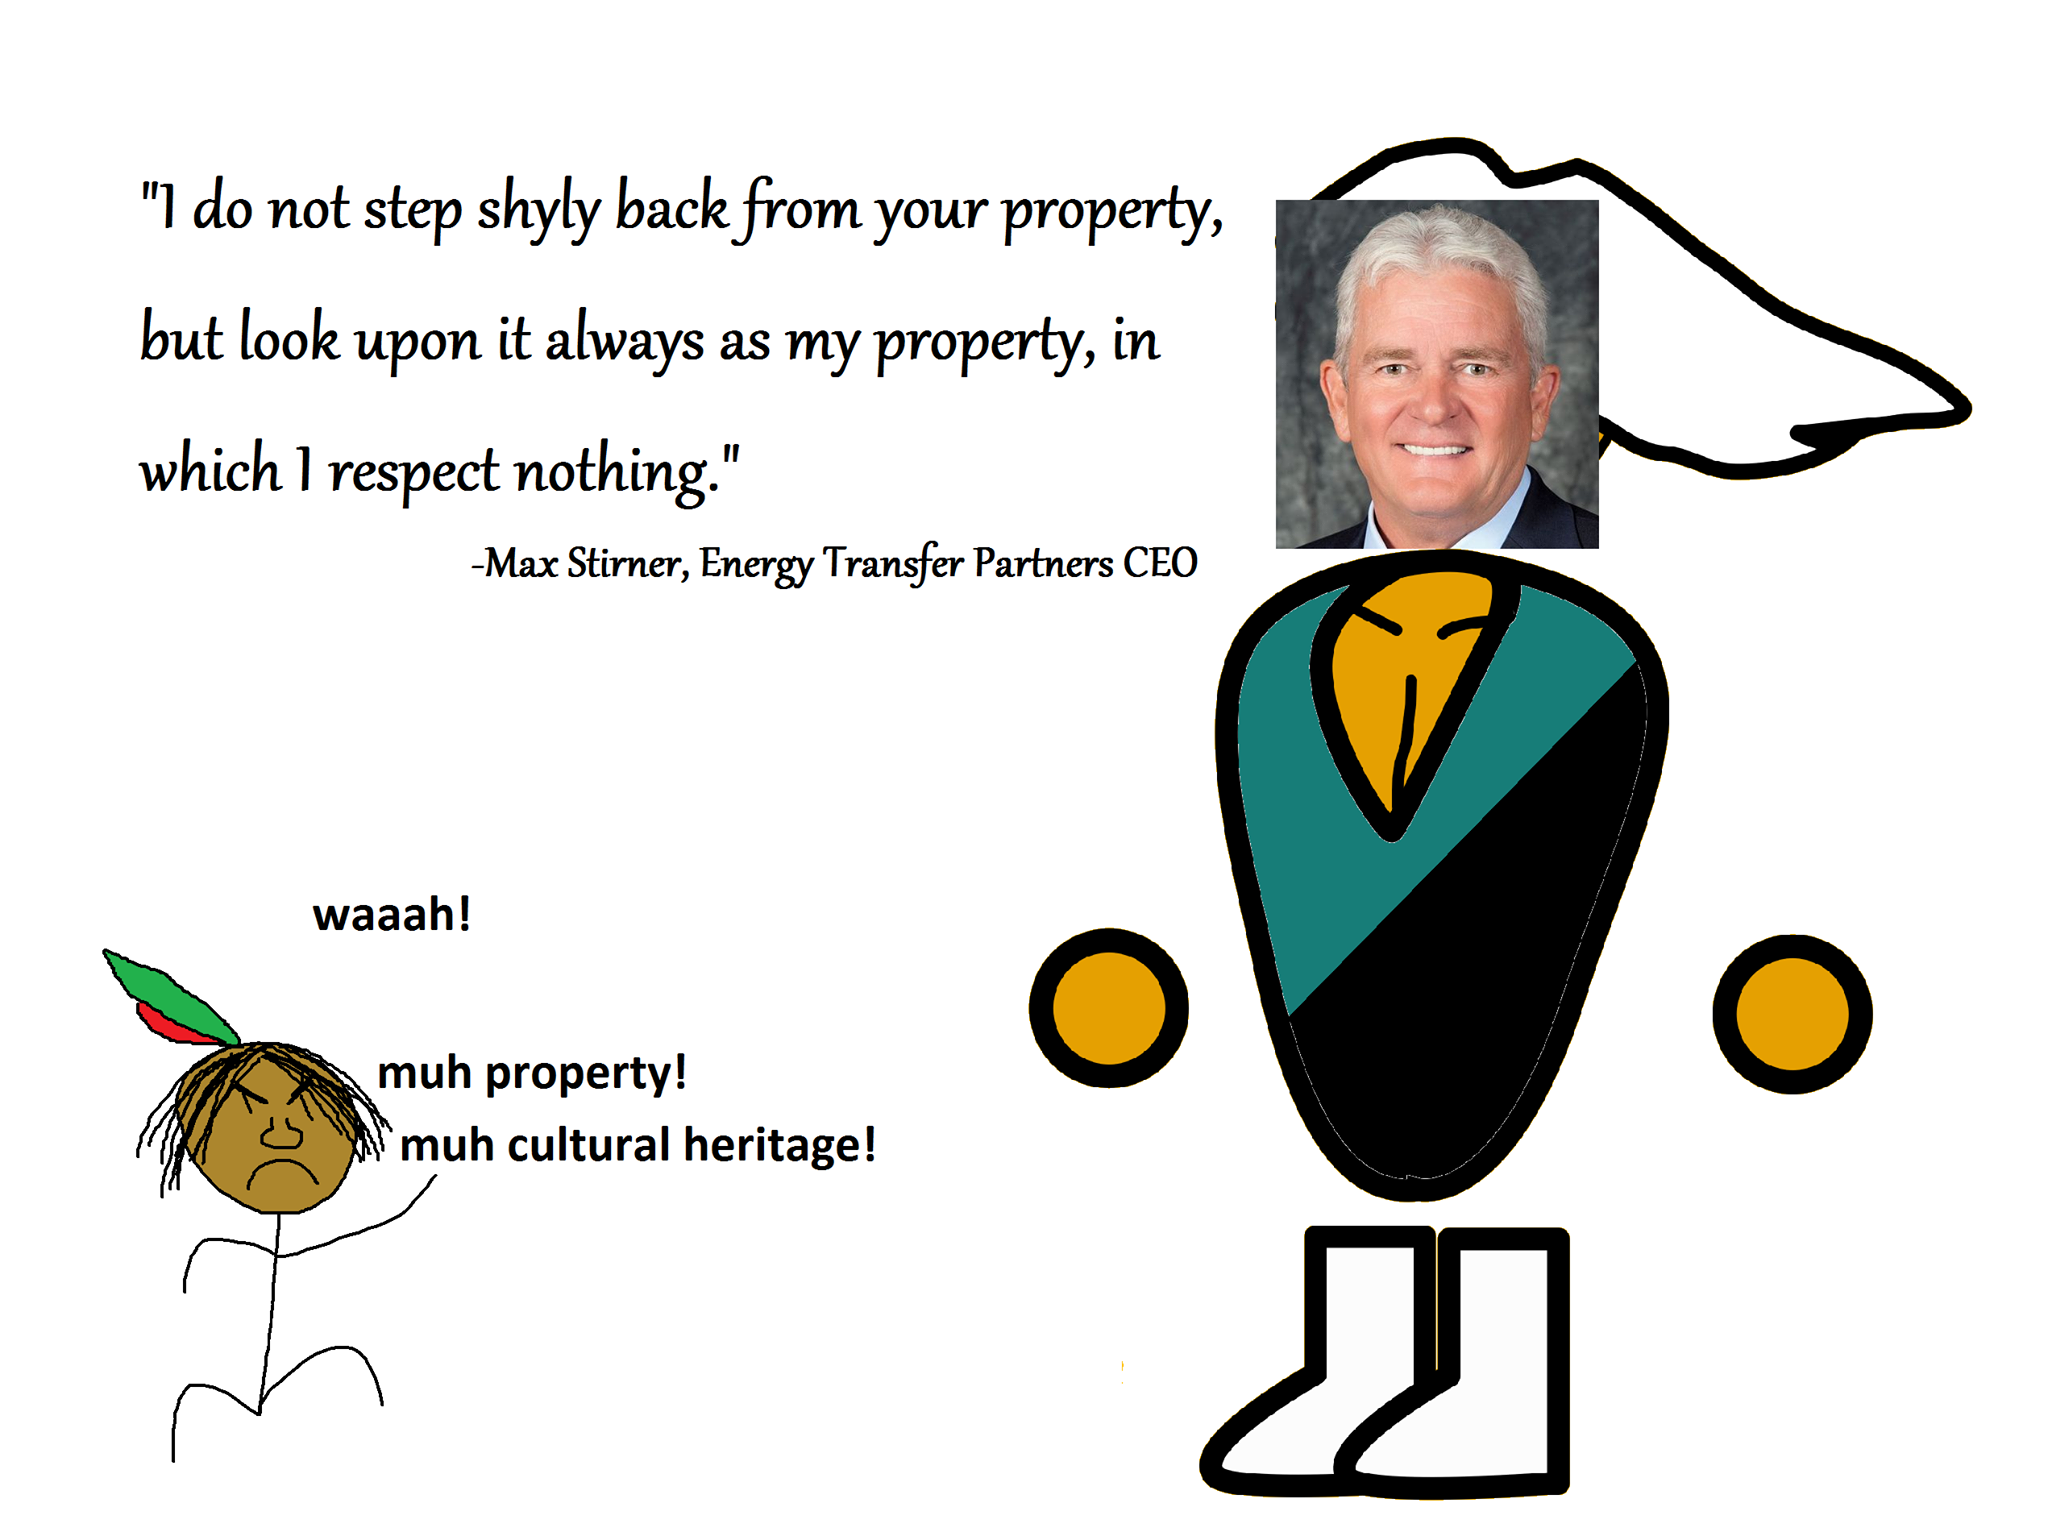 "I do not step shyly back from your property,
but look upon it always as my property, in
which I respect nothing."
-Max Stirner, Energy Transfer Partners CEO
waaah!
muh property!
muh cultural heritage!